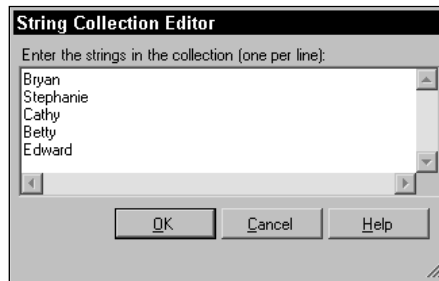 String Collection Editor
Enter the strings in the collection (one per line):
Bryan
Stephanie
Cathy
Betty
Edward
OK Cancel Help